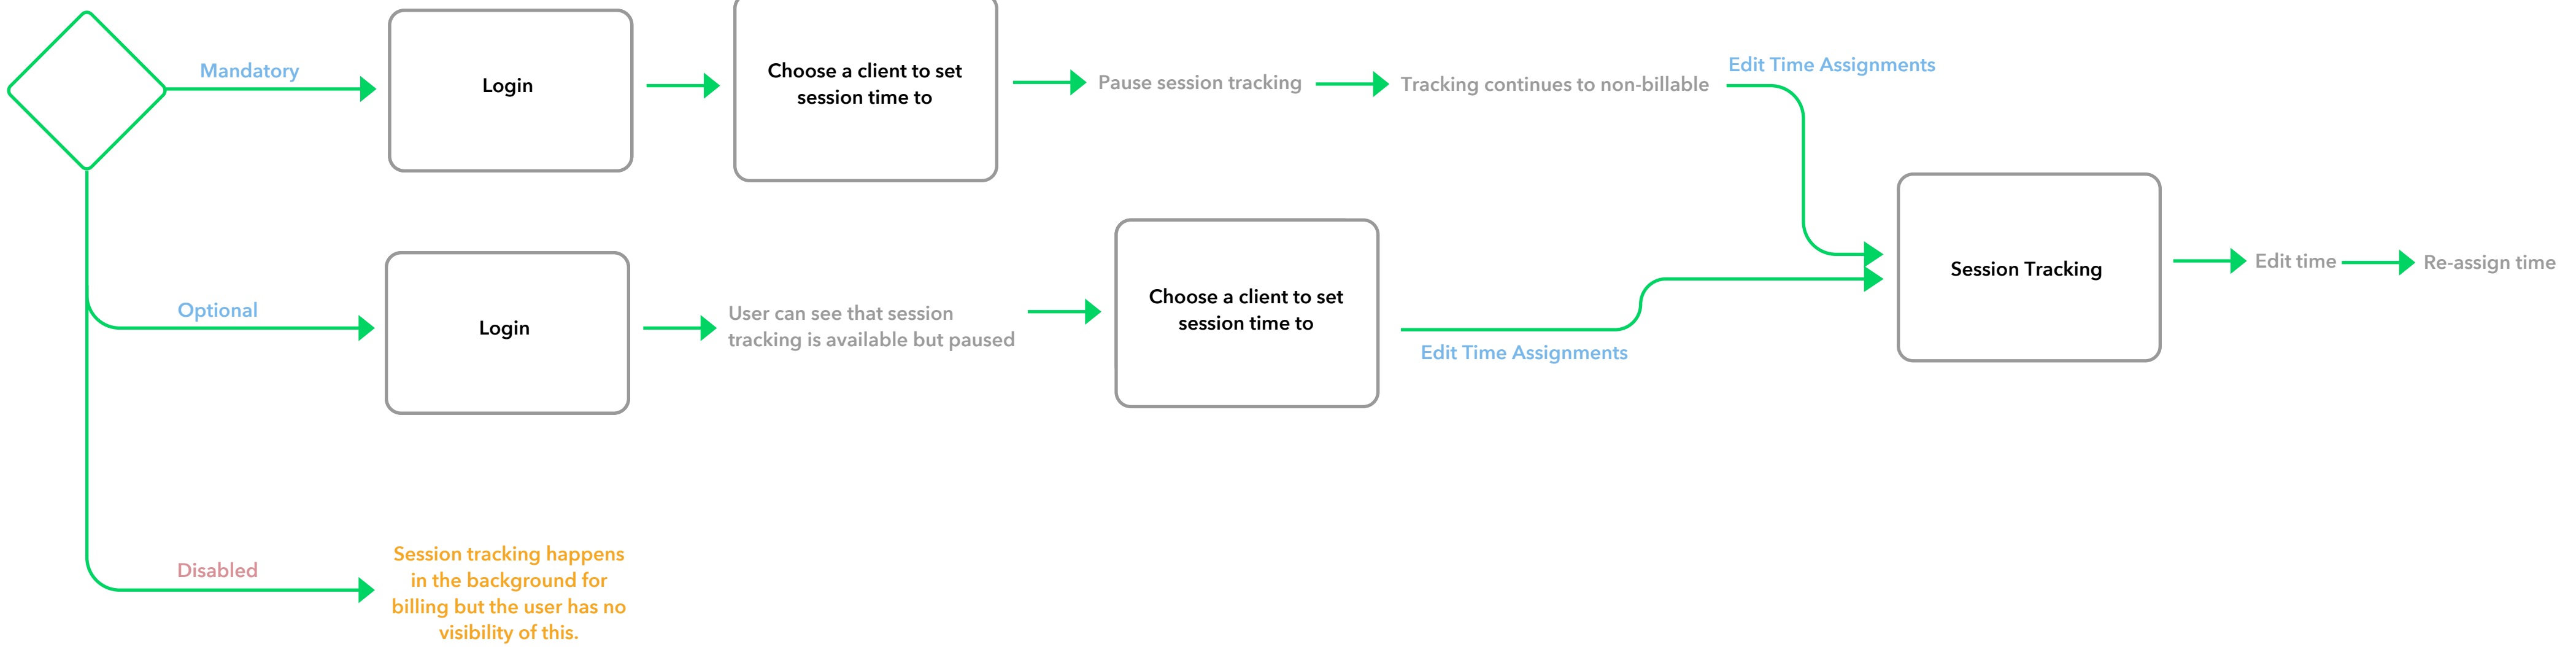 Mandatory
Login
Choose a client to set
session time to
Pause session tracking
Tracking continues to non-billable
Edit Time Assignments
Optional
Login
User can see that session
tracking is available but paused
Choose a client to set
session time to
Edit Time Assignments
Session Tracking
Edit time
Re-assign time
Disabled
Session tracking happens
in the background for
billing but the user has no
visibility of this.